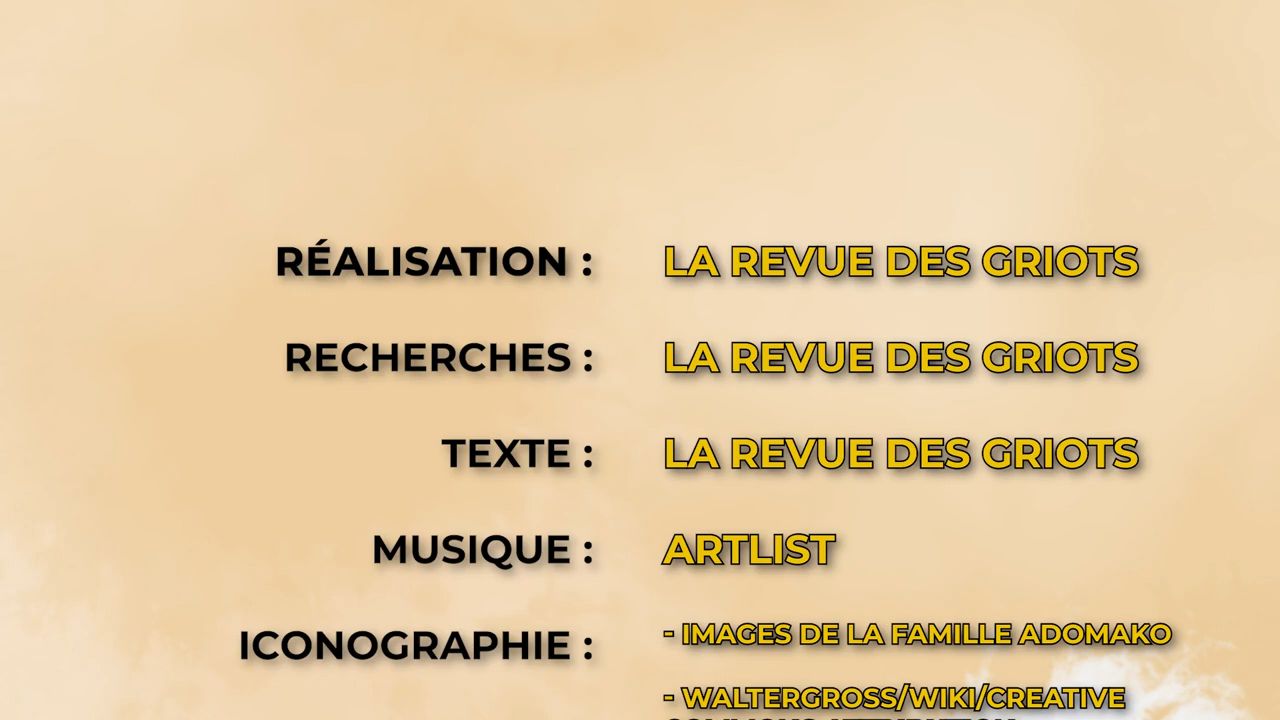 RÉALISATION : LA REVUE DES GRIOTS
RECHERCHES : LA REVUE DES GRIOTS
TEXTE : LA REVUE DES GRIOTS
MUSIQUE : ARTLIST
ICONOGRAPHIE : - IMAGES DE LA FAMILLE ADOMAKO
- WALTERGROSS/WIKI/CREATIVE